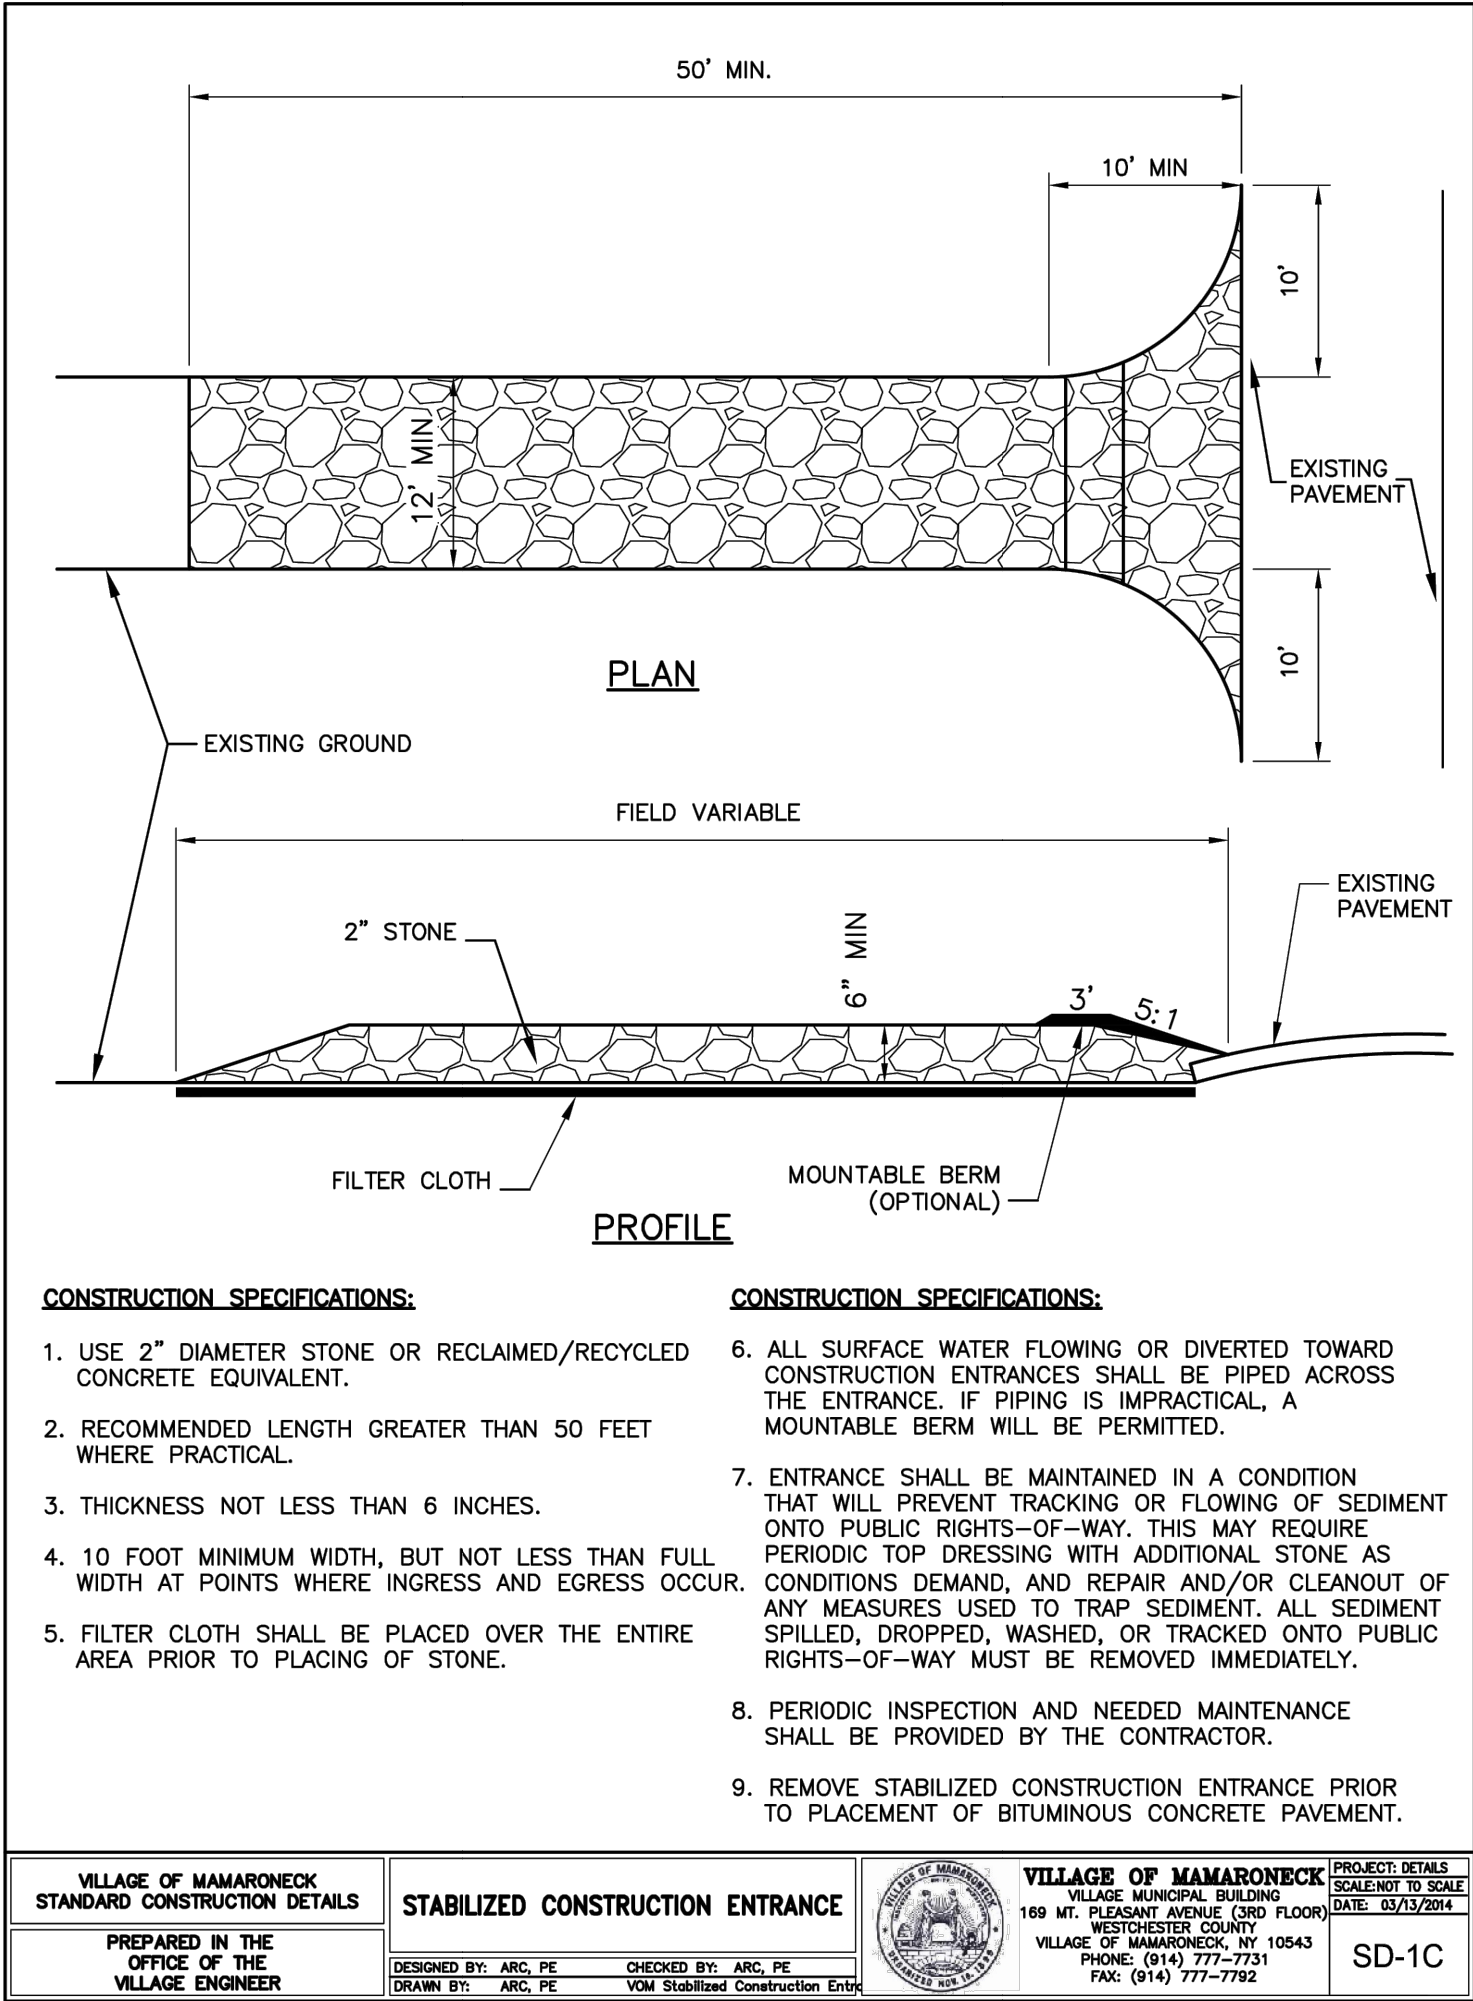 50' MIN.
10' MIN
10'
12' MIN
EXISTING
PAVEMENT
10'
PLAN
EXISTING GROUND
FIELD VARIABLE
EXISTING
PAVEMENT
2" STONE
6" MIN
3'
5:1
FILTER CLOTH
MOUNTABLE BERM
(OPTIONAL)
PROFILE
CONSTRUCTION SPECIFICATIONS:
1. USE 2" DIAMETER STONE OR RECLAIMED/RECYCLED
CONCRETE EQUIVALENT.
2. RECOMMENDED LENGTH GREATER THAN 50 FEET
WHERE PRACTICAL.
3. THICKNESS NOT LESS THAN 6 INCHES.
4. 10 FOOT MINIMUM WIDTH, BUT NOT LESS THAN FULL
WIDTH AT POINTS WHERE INGRESS AND EGRESS OCCUR.
5. FILTER CLOTH SHALL BE PLACED OVER THE ENTIRE
AREA PRIOR TO PLACING OF STONE.
CONSTRUCTION SPECIFICATIONS:
6. ALL SURFACE WATER FLOWING OR DIVERTED TOWARD
CONSTRUCTION ENTRANCES SHALL BE PIPED ACROSS
THE ENTRANCE. IF PIPING IS IMPRACTICAL, A
MOUNTABLE BERM WILL BE PERMITTED.
7. ENTRANCE SHALL BE MAINTAINED IN A CONDITION
THAT WILL PREVENT TRACKING OR FLOWING OF SEDIMENT
ONTO PUBLIC RIGHTS-OF-WAY. THIS MAY REQUIRE
PERIODIC TOP DRESSING WITH ADDITIONAL STONE AS
CONDITIONS DEMAND, AND REPAIR AND/OR CLEANOUT OF
ANY MEASURES USED TO TRAP SEDIMENT. ALL SEDIMENT
SPILLED, DROPPED, WASHED, OR TRACKED ONTO PUBLIC
RIGHTS-OF-WAY MUST BE REMOVED IMMEDIATELY.
8. PERIODIC INSPECTION AND NEEDED MAINTENANCE
SHALL BE PROVIDED BY THE CONTRACTOR.
9. REMOVE STABILIZED CONSTRUCTION ENTRANCE PRIOR
TO PLACEMENT OF BITUMINOUS CONCRETE PAVEMENT.
VILLAGE OF MAMARONECK
STANDARD CONSTRUCTION DETAILS
PREPARED IN THE
OFFICE OF THE
VILLAGE ENGINEER
STABILIZED CONSTRUCTION ENTRANCE
DESIGNED BY: ARC, PE CHECKED BY: ARC, PE
DRAWN BY: ARC, PE VOM Stabilized Construction Entra
VILLAGE OF MAMARONECK
ORGANIZED NOV. 18, 1895
VILLAGE OF MAMARONECK
VILLAGE MUNICIPAL BUILDING
169 MT. PLEASANT AVENUE (3RD FLOOR)
WESTCHESTER COUNTY
VILLAGE OF MAMARONECK, NY 10543
PHONE: (914) 777-7731
FAX: (914) 777-7792
PROJECT: DETAILS
SCALE:NOT TO SCALE
DATE: 03/13/2014
SD-1C